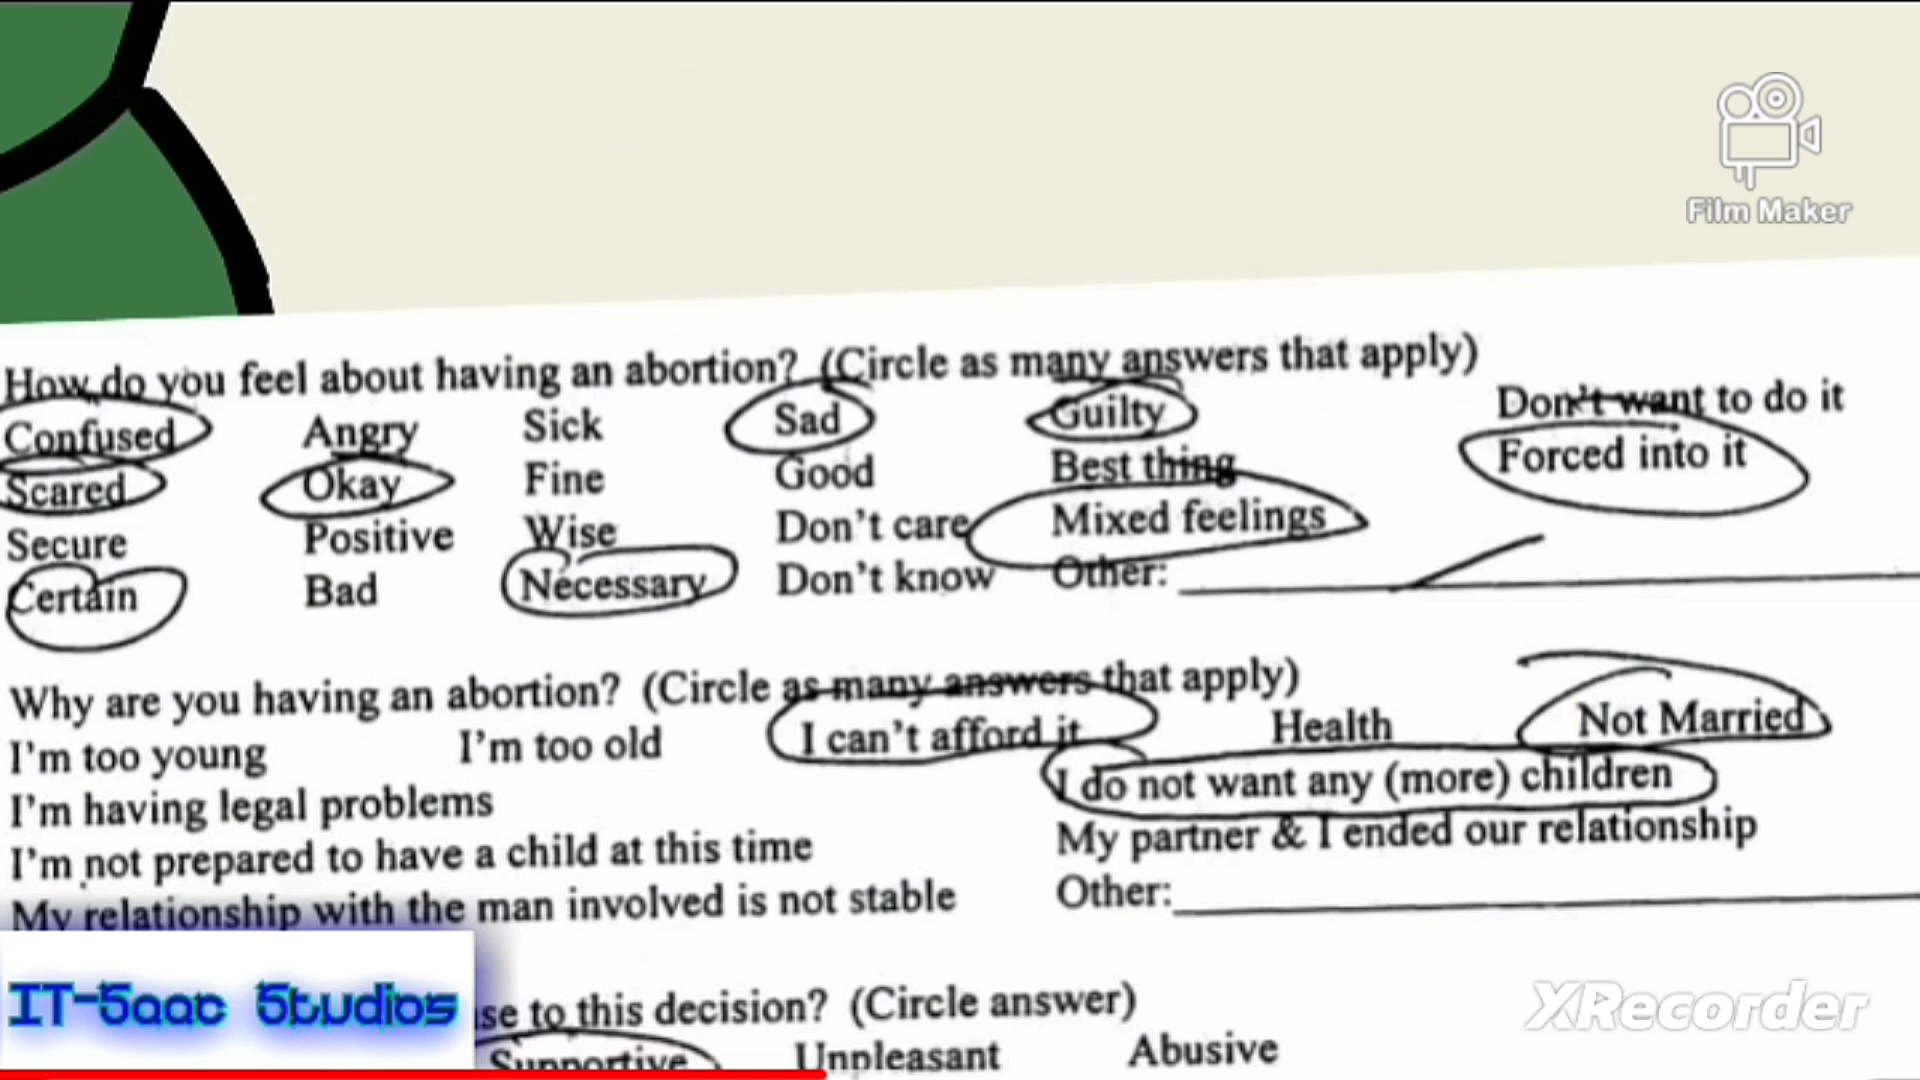 Film Maker
How do you feel about having an abortion? (Circle as many answers that apply)
Confused Angry Sick Sad Guilty Don't want to do it
Scared Okay Fine Good Best thing Forced into it
Secure Positive Wise Don't care Mixed feelings
Certain Bad Necessary Don't know Other:
Why are you having an abortion? (Circle as many answers that apply)
I'm too young I'm too old I can't afford it Health Not Married
I'm having legal problems I do not want any (more) children
I'm not prepared to have a child at this time My partner & I ended our relationship
My relationship with the man involved is not stable Other:
IT-Saac Studios
to this decision? (Circle answer)
Supportive Unpleasant Abusive
XRecorder